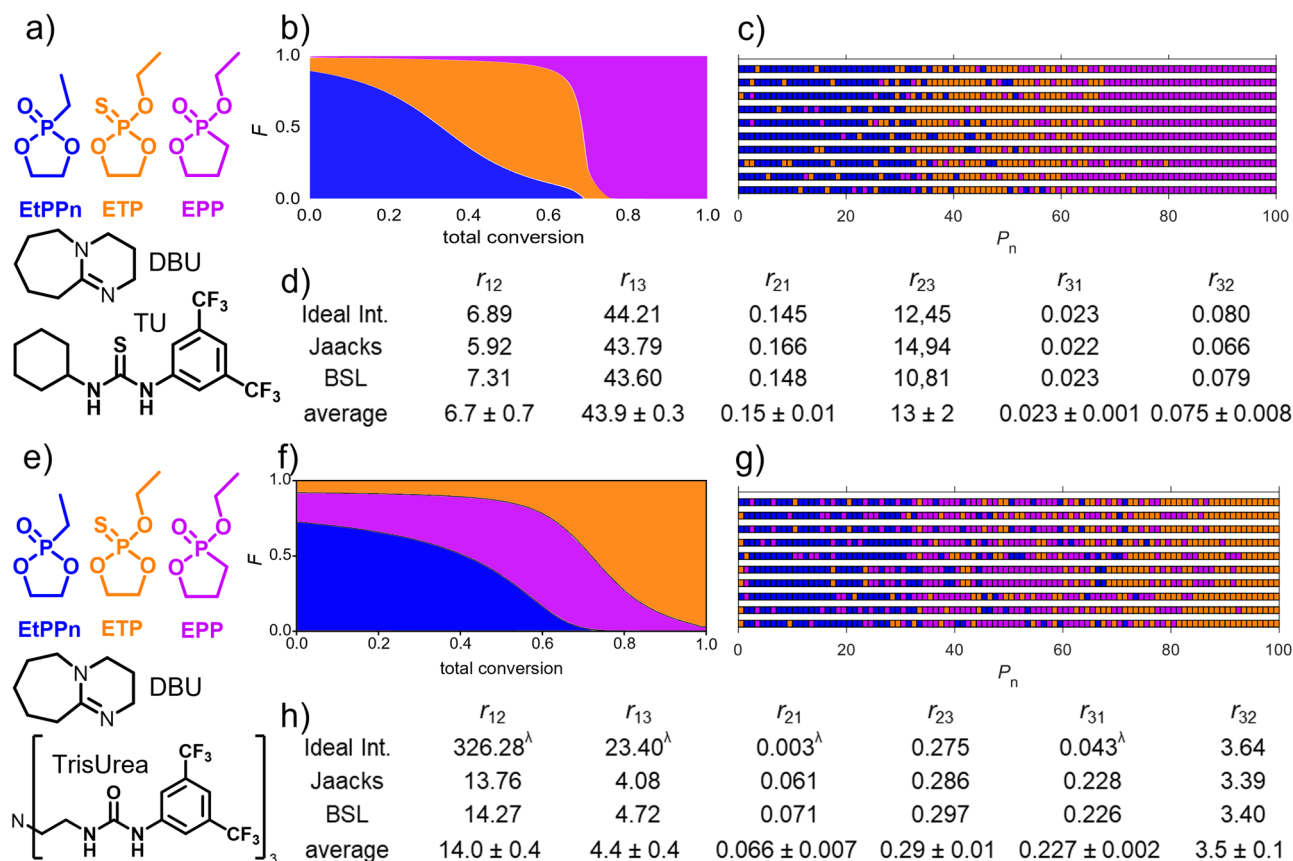 a)
O
P
O
O
EtPPn
S
O
P
O
O
ETP
O
O
P
O
EPP
N
N
DBU
TU
S
N
H
N
H
CF3
CF3
b)
F
1.0
0.5
0.0
0.0 0.2 0.4 0.6 0.8 1.0
total conversion
c)
0 20 40 60 80 100
Pn
d)
r12 r13 r21 r23 r31 r32
Ideal Int. 6.89 44.21 0.145 12,45 0.023 0.080
Jaacks 5.92 43.79 0.166 14,94 0.022 0.066
BSL 7.31 43.60 0.148 10,81 0.023 0.079
average 6.7 ± 0.7 43.9 ± 0.3 0.15 ± 0.01 13 ± 2 0.023 ± 0.001 0.075 ± 0.008
e)
O
P
O
O
EtPPn
S
O
P
O
O
ETP
O
O
P
O
EPP
N
N
DBU
TrisUrea
N
O
N
H
N
H
CF3
CF3
3
f)
F
1.0
0.5
0.0
0.0 0.2 0.4 0.6 0.8 1.0
total conversion
g)
0 20 40 60 80 100
Pn
h)
r12 r13 r21 r23 r31 r32
Ideal Int. 326.28λ 23.40λ 0.003λ 0.275 0.043λ 3.64
Jaacks 13.76 4.08 0.061 0.286 0.228 3.39
BSL 14.27 4.72 0.071 0.297 0.226 3.40
average 14.0 ± 0.4 4.4 ± 0.4 0.066 ± 0.007 0.29 ± 0.01 0.227 ± 0.002 3.5 ± 0.1